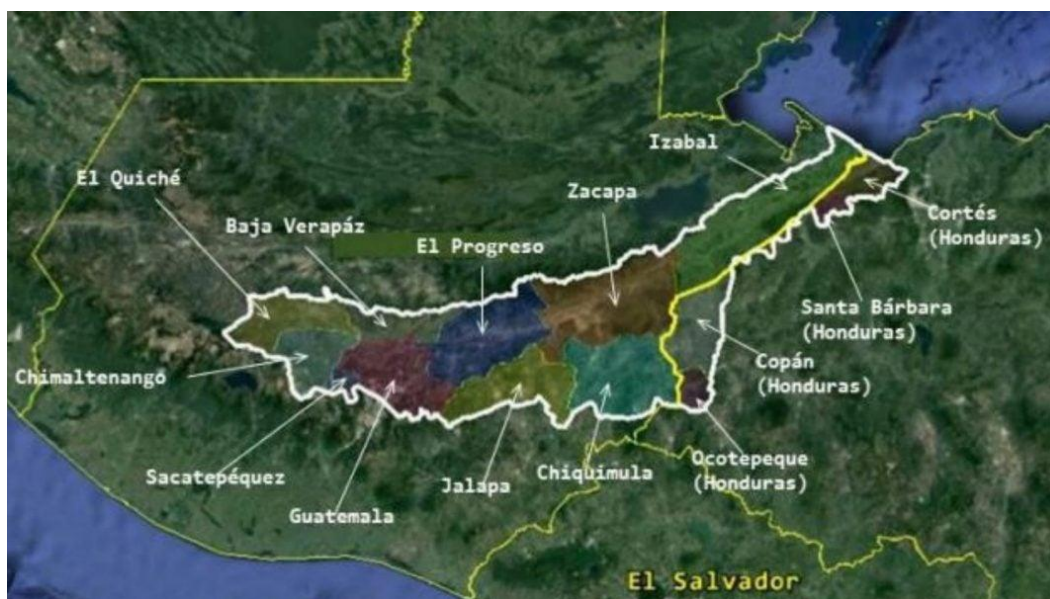 Izabal
El Quiché
Zacapa
Baja Verapáz
El Progreso
Cortés
(Honduras)
Santa Bárbara
(Honduras)
Copán
(Honduras)
Chimaltenango
Sacatepéquez
Guatemala
Jalapa
Chiquimula
Ocotepeque
(Honduras)
El Salvador